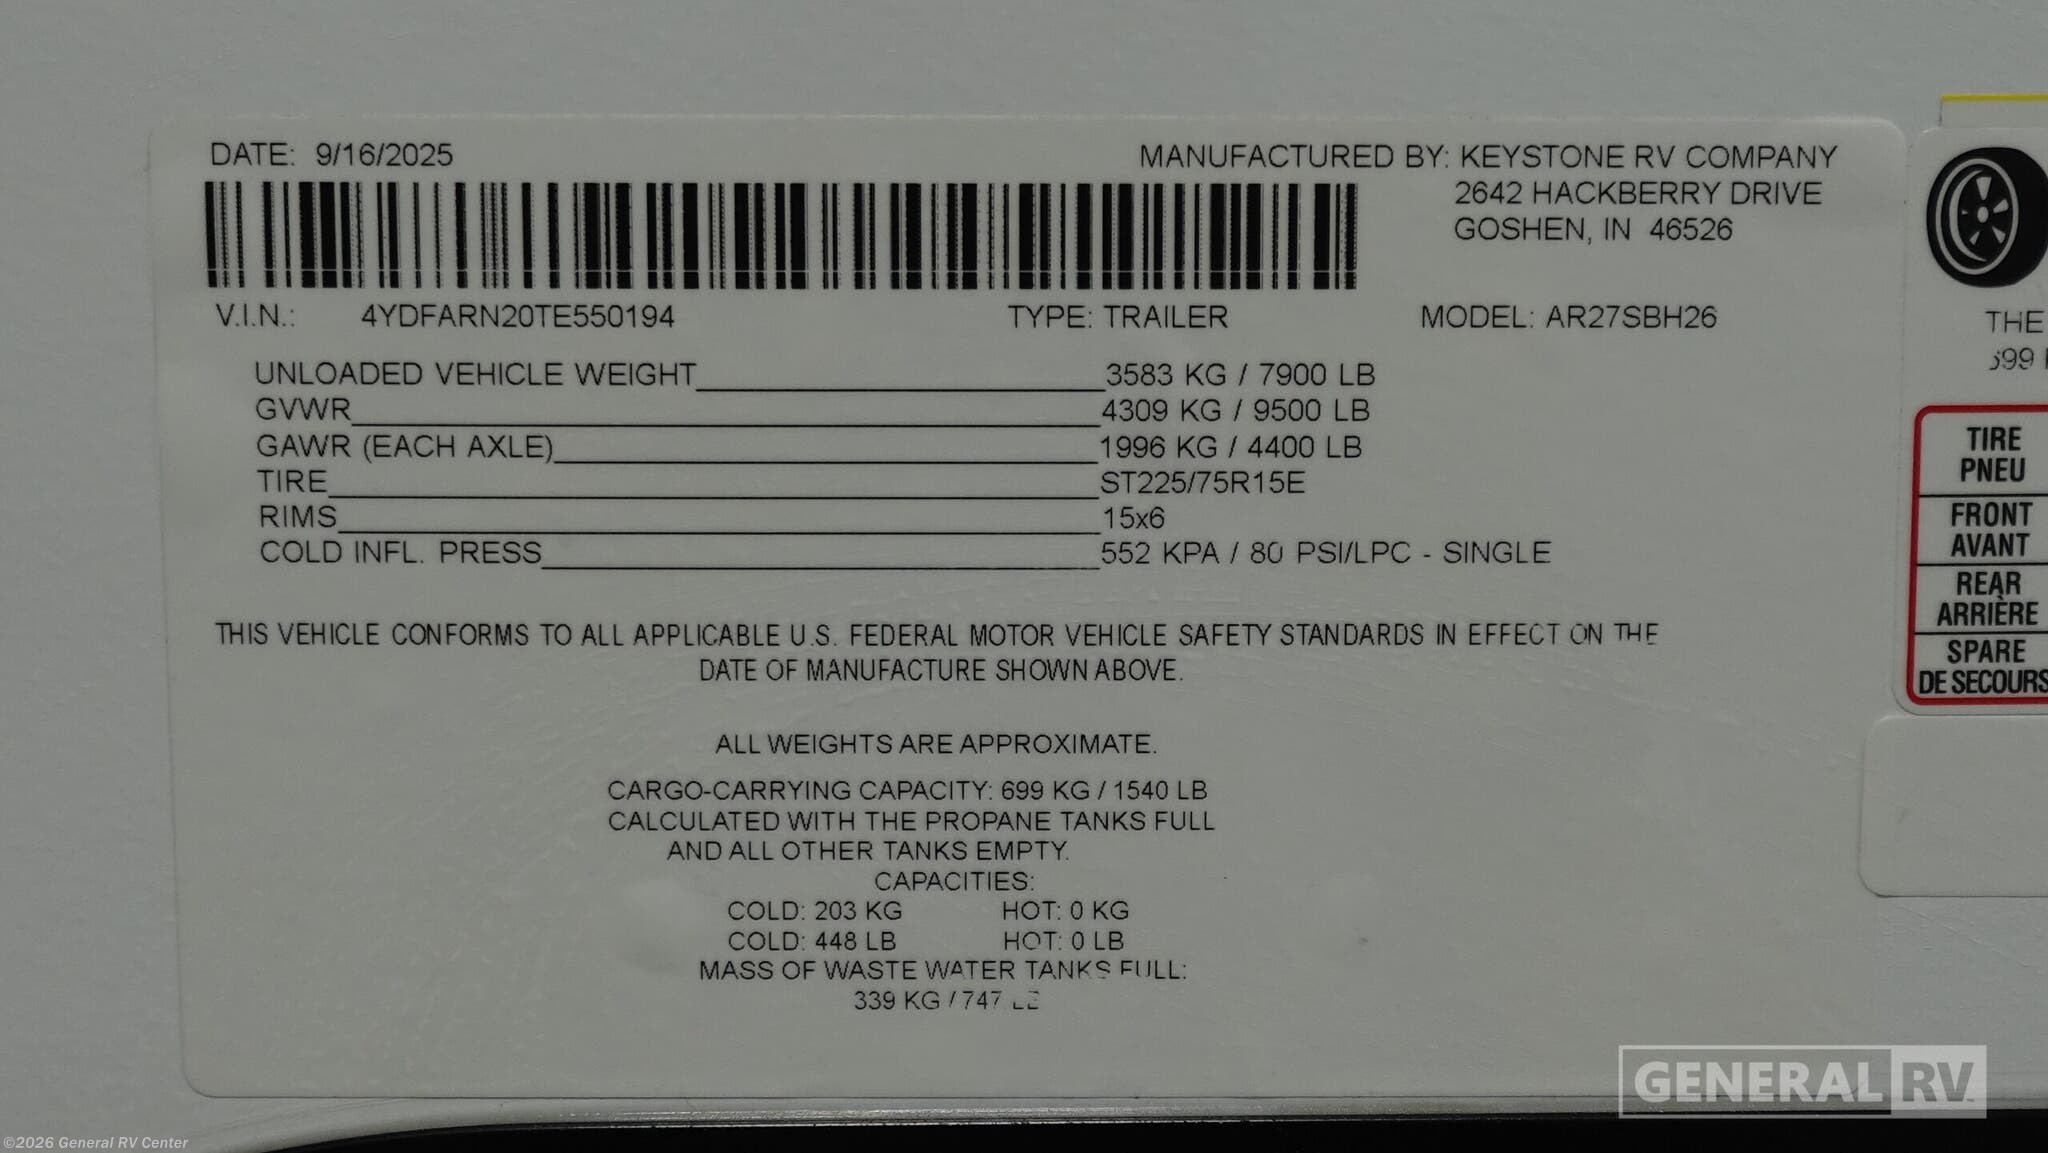 DATE: 9/16/2025
MANUFACTURED BY: KEYSTONE RV COMPANY
2642 HACKBERRY DRIVE
GOSHEN, IN 46526
V.I.N.: 4YDFARN20TE550194 TYPE: TRAILER MODEL: AR27SBH26
UNLOADED VEHICLE WEIGHT 3583 KG / 7900 LB
GVWR 4309 KG / 9500 LB
GAWR (EACH AXLE) 1996 KG / 4400 LB
TIRE ST225/75R15E
RIMS 15x6
COLD INFL. PRESS 552 KPA / 80 PSI/LPC - SINGLE
THIS VEHICLE CONFORMS TO ALL APPLICABLE U.S. FEDERAL MOTOR VEHICLE SAFETY STANDARDS IN EFFECT ON THE
DATE OF MANUFACTURE SHOWN ABOVE.
ALL WEIGHTS ARE APPROXIMATE.
CARGO-CARRYING CAPACITY: 699 KG / 1540 LB
CALCULATED WITH THE PROPANE TANKS FULL
AND ALL OTHER TANKS EMPTY.
CAPACITIES:
COLD: 203 KG HOT: 0 KG
COLD: 448 LB HOT: 0 LB
MASS OF WASTE WATER TANKS FULL:
339 KG / 747 LB
THE
699
TIRE
PNEU
FRONT
AVANT
REAR
ARRIÈRE
SPARE
DE SECOURS
GENERAL RV
©2026 General RV Center